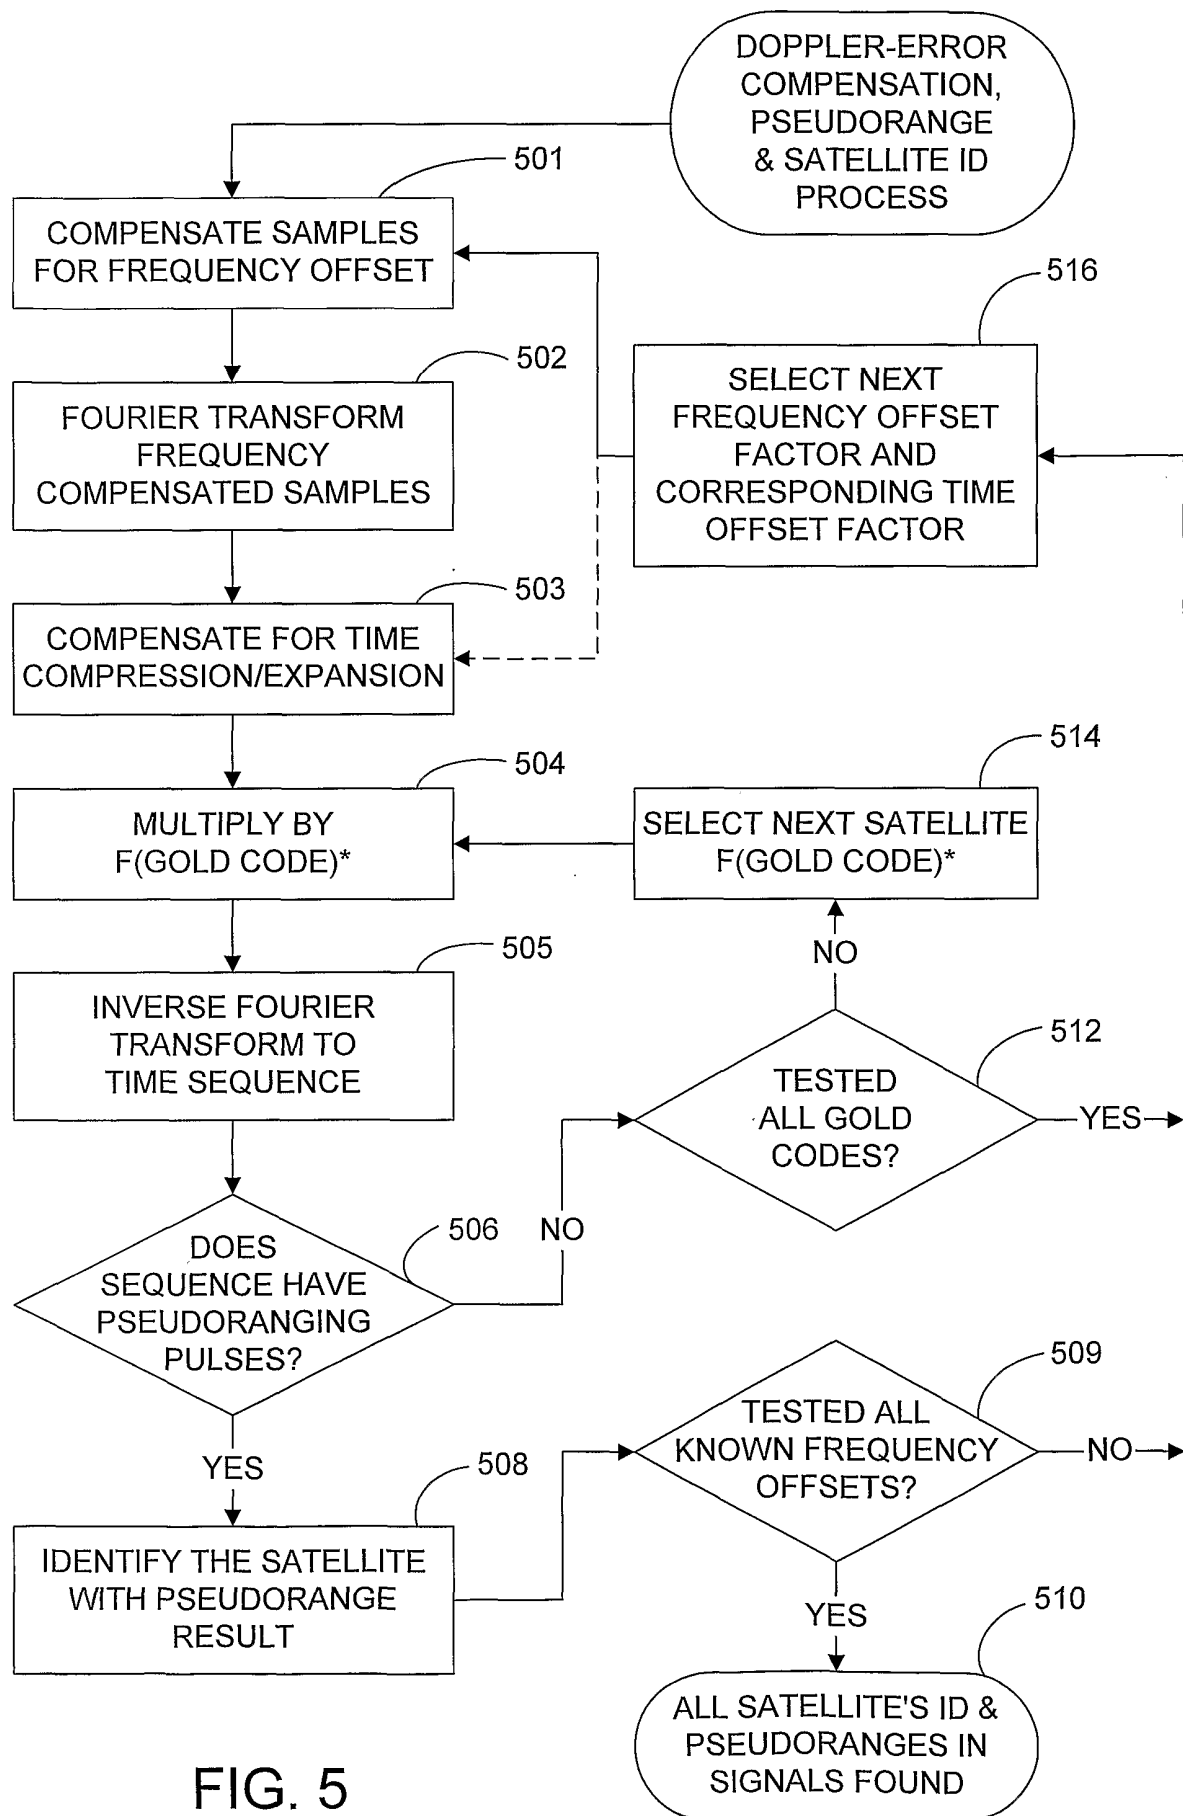 DOPPLER-ERROR
COMPENSATION,
PSEUDORANGE
& SATELLITE ID
PROCESS
501
COMPENSATE SAMPLES
FOR FREQUENCY OFFSET
516
SELECT NEXT
FREQUENCY OFFSET
FACTOR AND
CORRESPONDING TIME
OFFSET FACTOR
502
FOURIER TRANSFORM
FREQUENCY
COMPENSATED SAMPLES
503
COMPENSATE FOR TIME
COMPRESSION/EXPANSION
504
MULTIPLY BY
F(GOLD CODE)*
514
SELECT NEXT SATELLITE
F(GOLD CODE)*
NO
505
INVERSE FOURIER
TRANSFORM TO
TIME SEQUENCE
512
TESTED
ALL GOLD
CODES?
YES
506
DOES
SEQUENCE HAVE
PSEUDORANGING
PULSES?
NO
YES
509
TESTED ALL
KNOWN FREQUENCY
OFFSETS?
NO
508
IDENTIFY THE SATELLITE
WITH PSEUDORANGE
RESULT
YES
510
ALL SATELLITE'S ID &
PSEUDORANGES IN
SIGNALS FOUND
FIG. 5